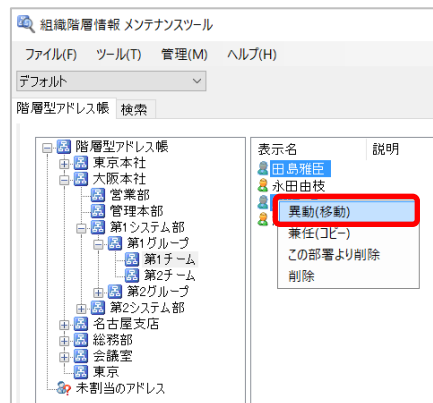 組織階層情報 メンテナンスツール
ファイル(F) ツール(T) 管理(M) ヘルプ(H)
デフォルト
階層型アドレス帳 検索
階層型アドレス帳
東京本社
大阪本社
営業部
管理本部
第1システム部
第1グループ
第1チーム
第2チーム
第2グループ
第2システム部
名古屋支店
総務部
会議室
東京
未割当のアドレス
表示名 説明
田島雅臣
永田由枝
異動(移動)
兼任(コピー)
この部署より削除
削除